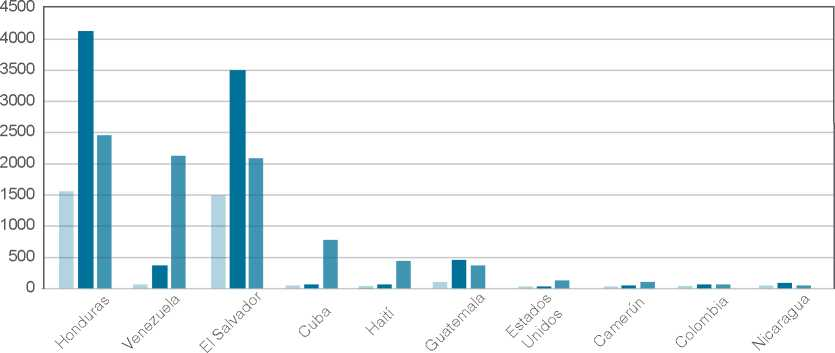 4500
4000
3500
3000
2500
2000
1500
1000
500
0
Honduras
Venezuela
El Salvador
Cuba
Haití
Guatemala
Estados
Unidos
Camerún
Colombia
Nicaragua